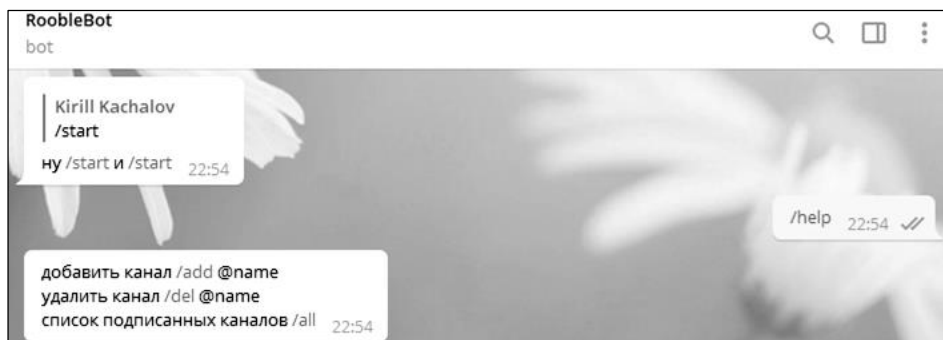 RoobleBot
bot
Kirill Kachalov
/start
ну /start и /start 22:54
/help 22:54
добавить канал /add @name
удалить канал /del @name
список подписанных каналов /all 22:54